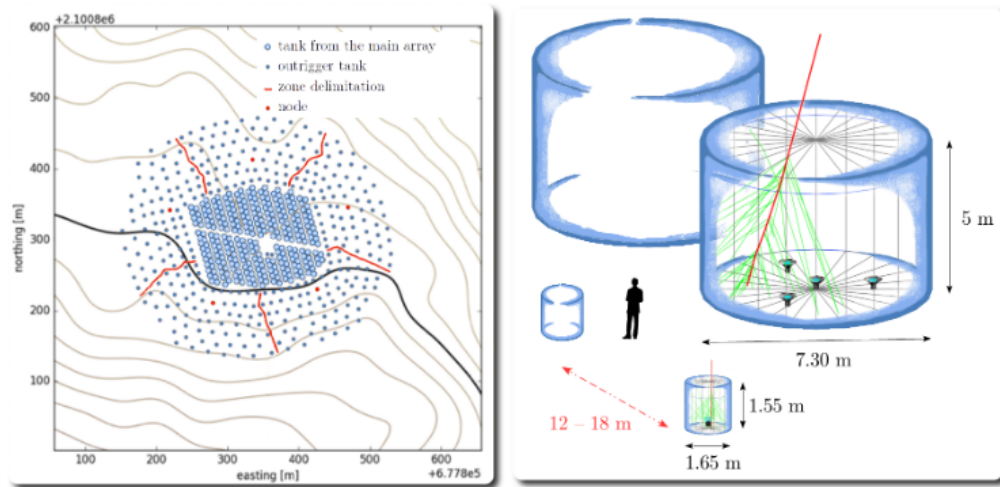 +2.1008e6
600
500
400
300
200
100
northing [m]
tank from the main array
outrigger tank
zone delimitation
node
100
200
300
400
500
600
easting [m]
+6.778e5
5 m
7.30 m
12 – 18 m
1.55 m
1.65 m